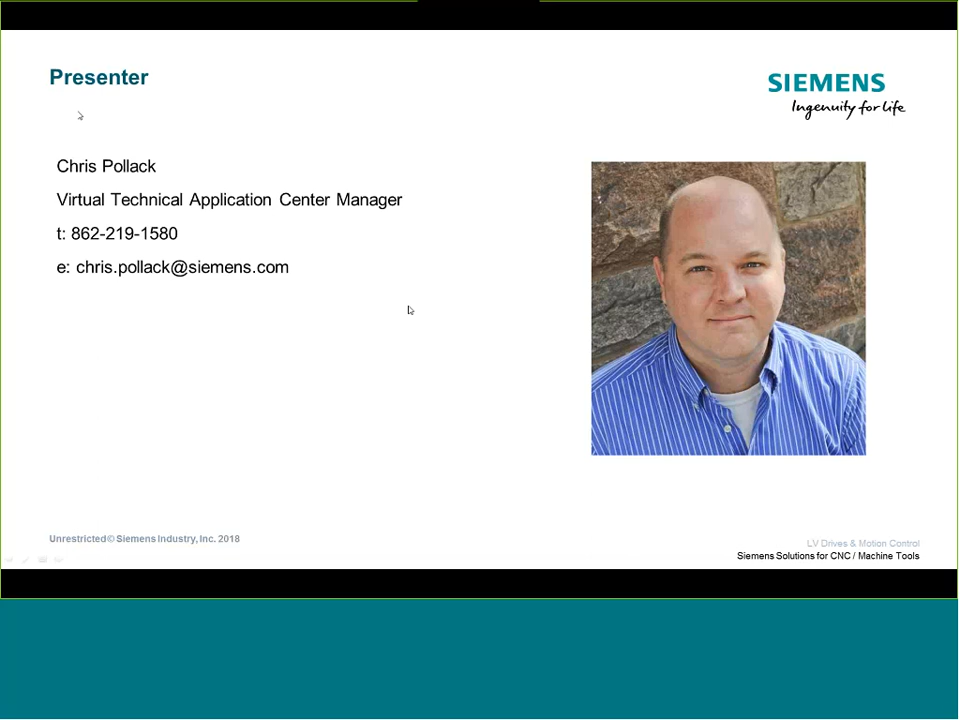 Presenter
SIEMENS
Ingenuity for life
Chris Pollack
Virtual Technical Application Center Manager
t: 862-219-1580
e: chris.pollack@siemens.com
Unrestricted © Siemens Industry, Inc. 2018
LV Drives & Motion Control
Siemens Solutions for CNC / Machine Tools